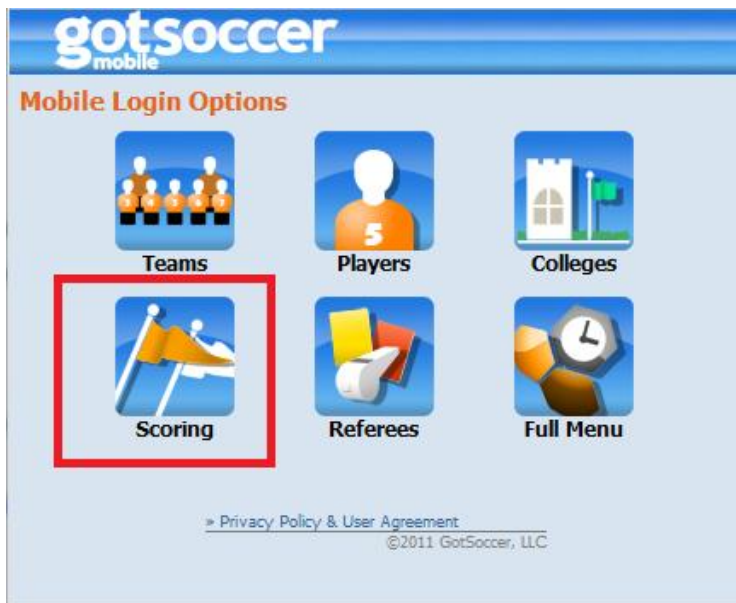 gotsoccer
mobile
Mobile Login Options
Teams
Players
Colleges
5
Scoring
Referees
Full Menu
» Privacy Policy & User Agreement
©2011 GotSoccer, LLC